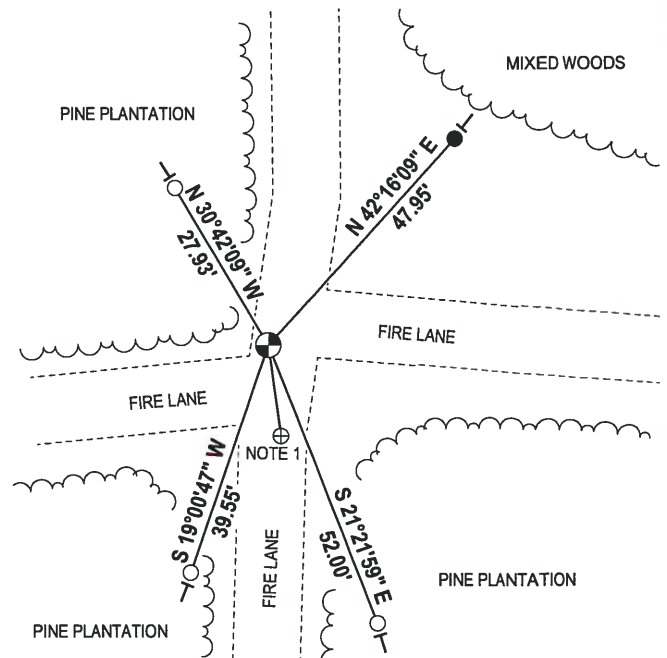 MIXED WOODS
PINE PLANTATION
N 42°16'09" E
47.95'
N 30°42'09" W
27.93'
FIRE LANE
FIRE LANE
NOTE 1
S 19°00'47" W
39.55'
S 21°21'59" E
52.00'
FIRE LANE
PINE PLANTATION
PINE PLANTATION